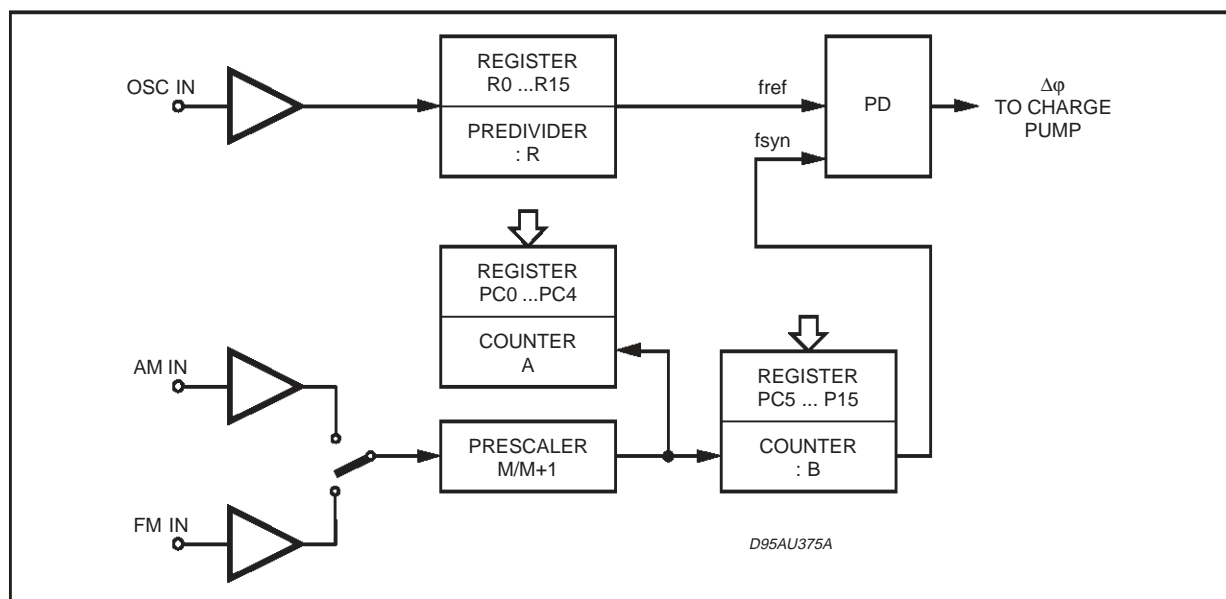 OSC IN
REGISTER
R0 ...R15
PREDIVIDER
: R
fref
fsyn
PD
Δφ
TO CHARGE
PUMP
REGISTER
PC0 ...PC4
COUNTER
A
AM IN
FM IN
PRESCALER
M/M+1
REGISTER
PC5 ... P15
COUNTER
: B
D95AU375A